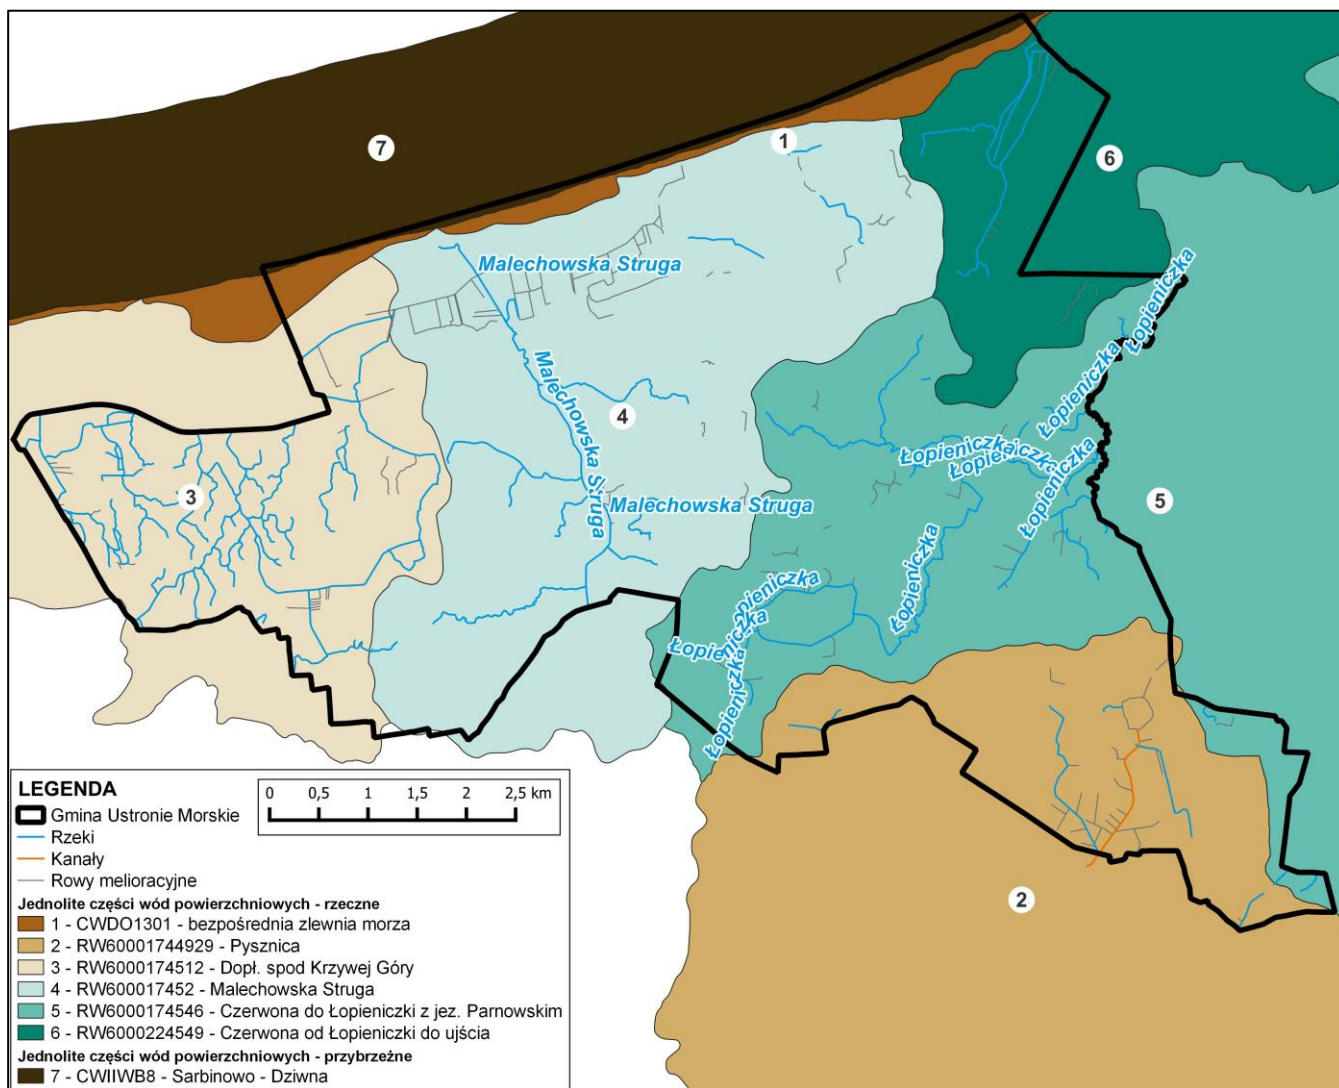 7
1
6
Malechowska Struga
Łopieniczka
Malechowska Struga
Łopieniczka
4
Łopieniczka
Łopieniczka
Łopieniczka
3
Malechowska Struga
5
Łopieniczka
Łopieniczka
Łopieniczka
Łopieniczka
2
LEGENDA
0 0,5 1 1,5 2 2,5 km
Gmina Ustronie Morskie
Rzeki
Kanały
Rowy melioracyjne
Jednolite części wód powierzchniowych - rzeczne
1 - CWDO1301 - bezpośrednia zlewnia morza
2 - RW60001744929 - Pysznica
3 - RW6000174512 - Dopł. spod Krzywej Góry
4 - RW600017452 - Malechowska Struga
5 - RW6000174546 - Czerwona do Łopieniczki z jez. Parnowskim
6 - RW6000224549 - Czerwona od Łopieniczki do ujścia
Jednolite części wód powierzchniowych - przybrzeżne
7 - CWIIWB8 - Sarbinowo - Dziwna